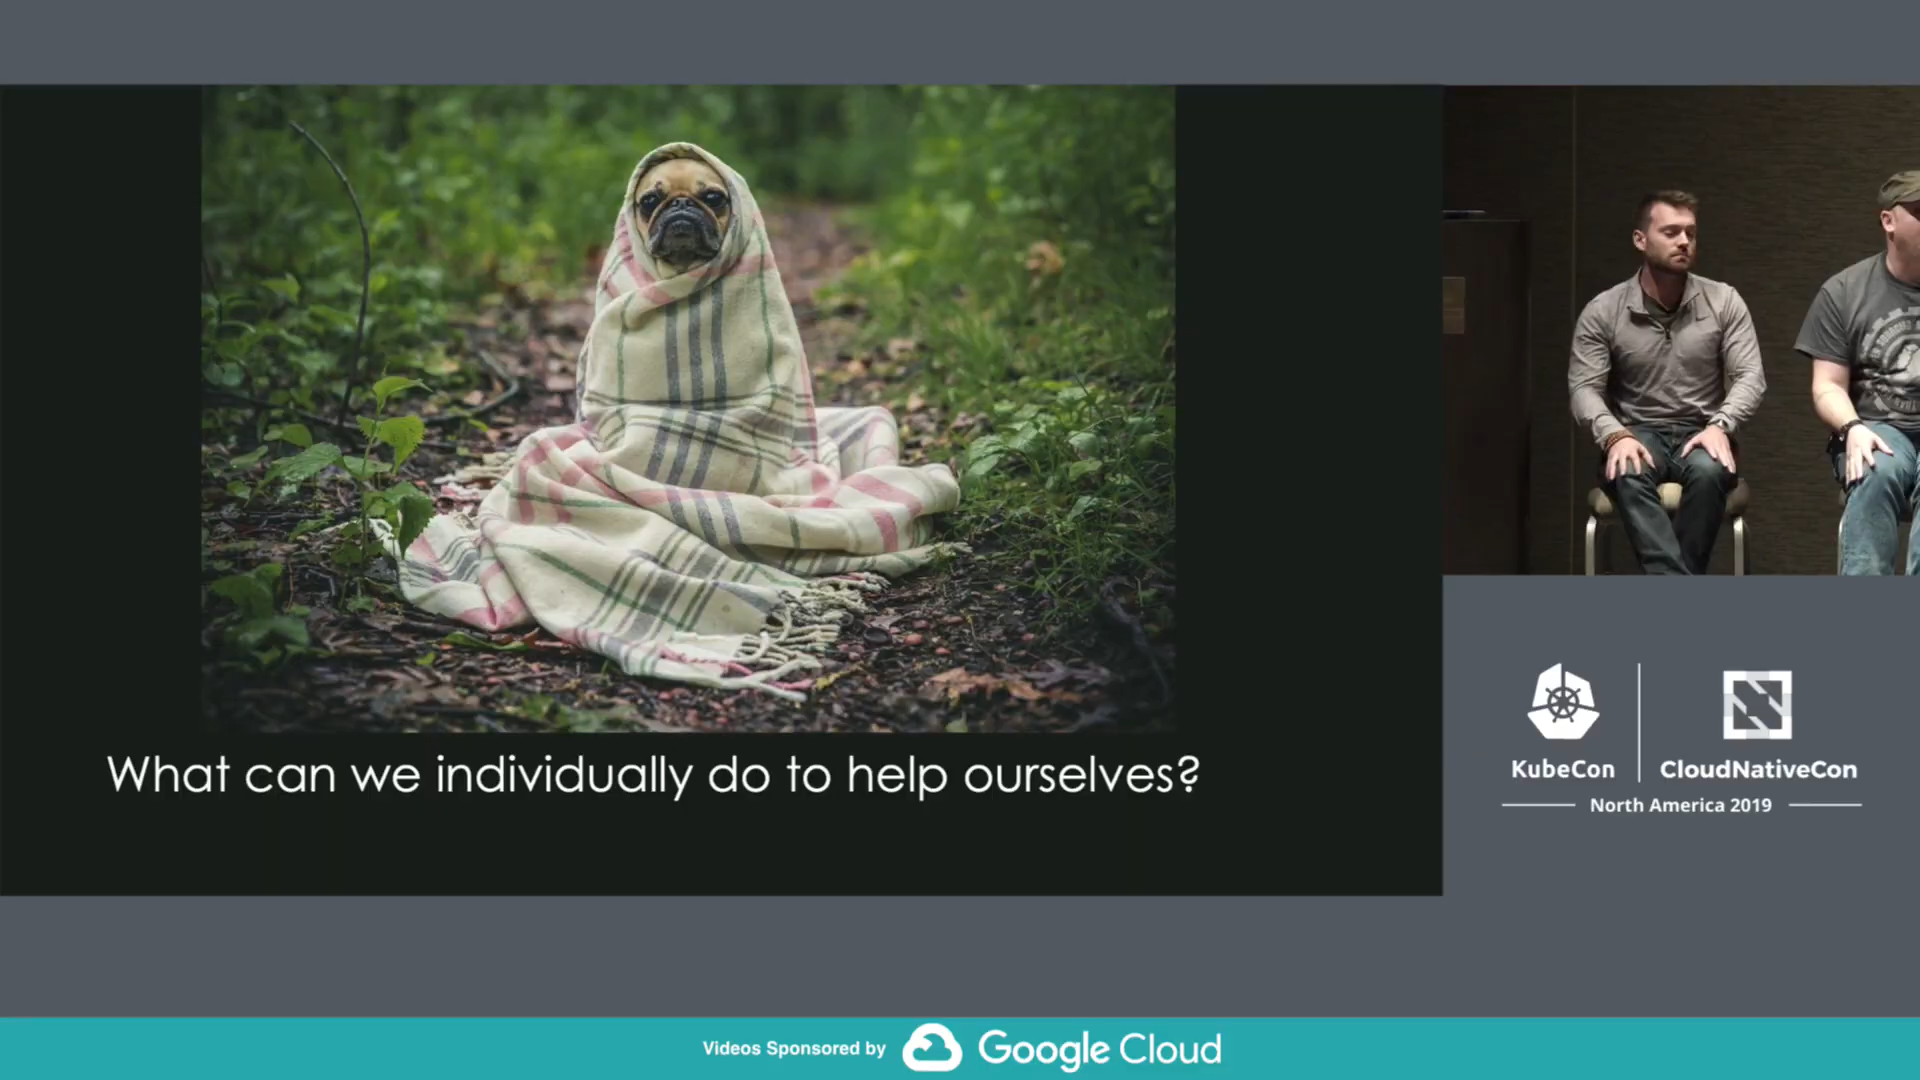 What can we individually do to help ourselves?
KubeCon
CloudNativeCon
North America 2019
Videos Sponsored by
Google Cloud